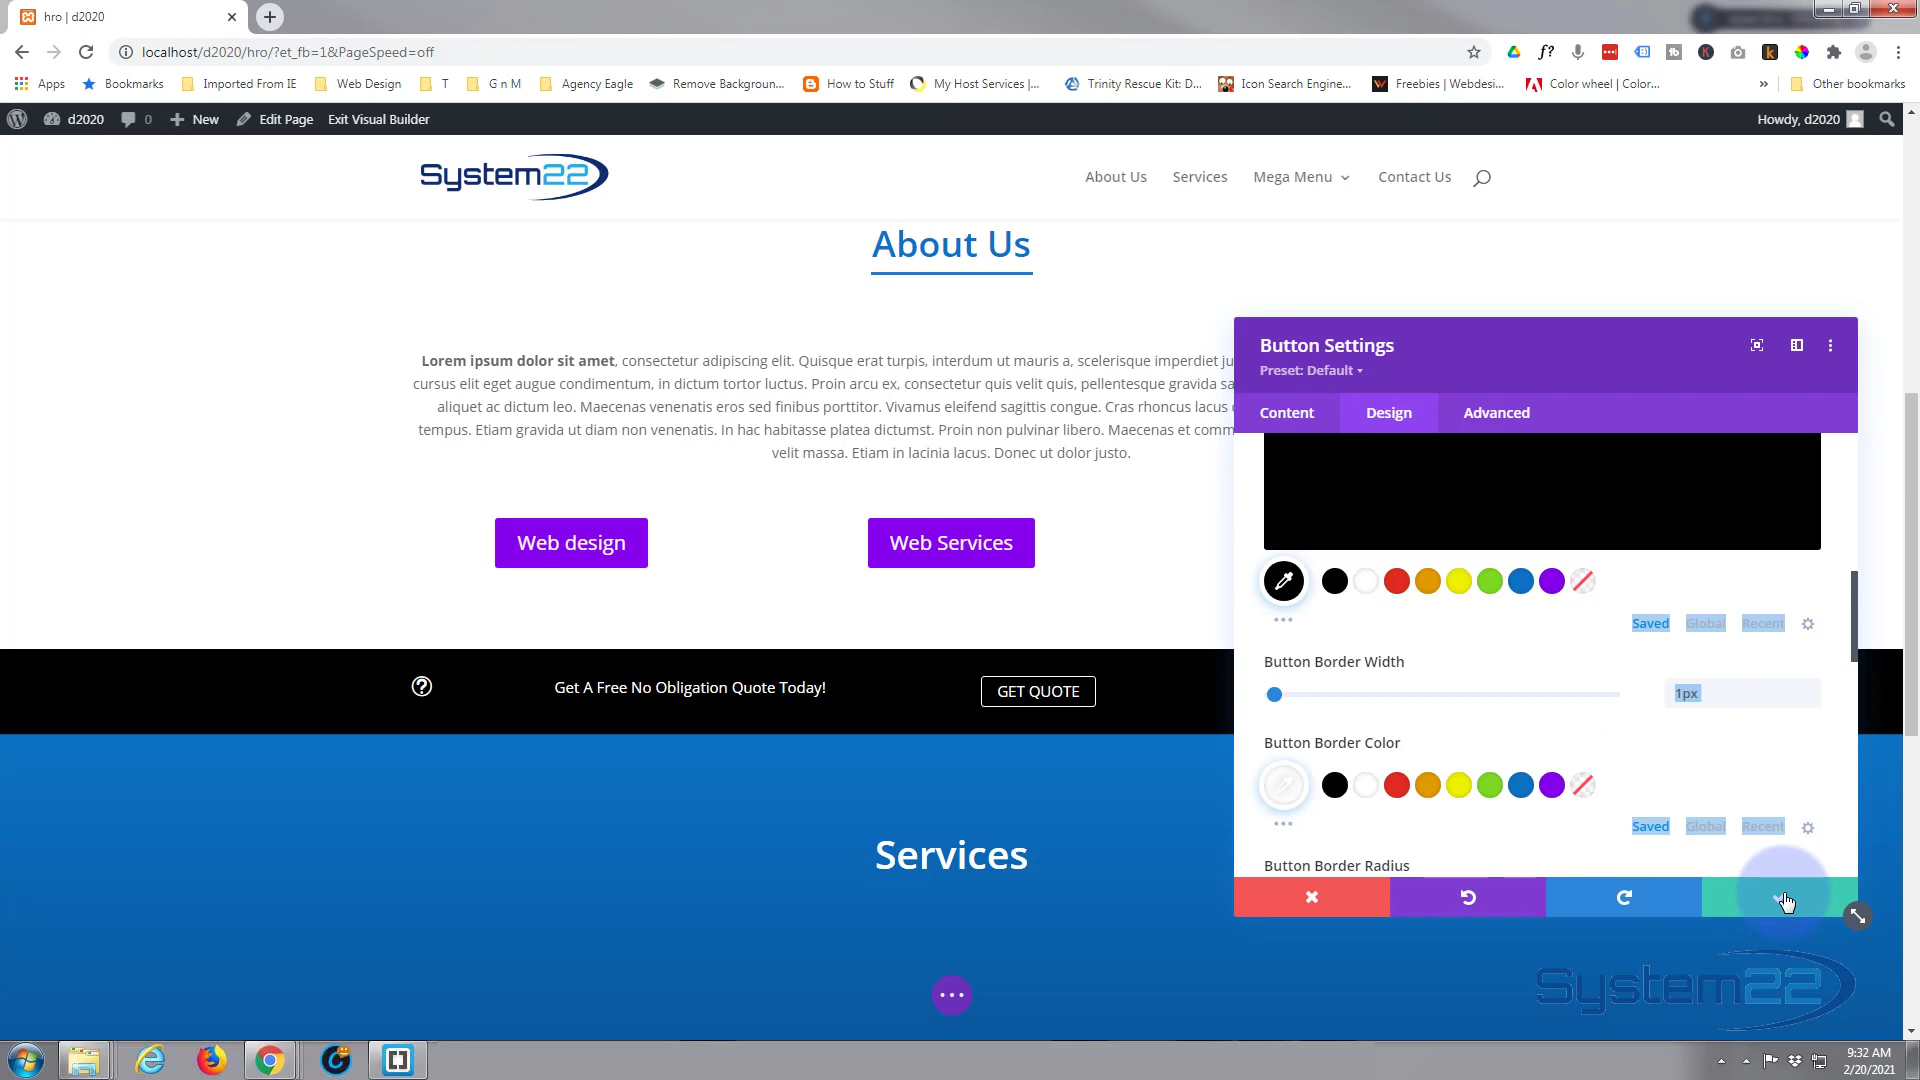 hro | d2020
localhost/d2020/hro/?et_fb=1&PageSpeed=off
Apps Bookmarks Imported From IE Web Design T G n M Agency Eagle Remove Backgroun... How to Stuff My Host Services |... Trinity Rescue Kit: D... Icon Search Engine... Freebies | Webdesi... Color wheel | Color... » Other bookmarks
d2020 0 New Edit Page Exit Visual Builder Howdy, d2020
System22
About Us Services Mega Menu Contact Us
About Us
Lorem ipsum dolor sit amet, consectetur adipiscing elit. Quisque erat turpis, interdum ut mauris a, scelerisque imperdiet ju
cursus elit eget augue condimentum, in dictum tortor luctus. Proin arcu ex, consectetur quis velit quis, pellentesque gravida sa
aliquet ac dictum leo. Maecenas venenatis eros sed finibus porttitor. Vivamus eleifend sagittis congue. Cras rhoncus lacus
tempus. Etiam gravida ut diam non venenatis. In hac habitasse platea dictumst. Proin non pulvinar libero. Maecenas et comm
velit massa. Etiam in lacinia lacus. Donec ut dolor justo.
Web design
Web Services
Get A Free No Obligation Quote Today!
GET QUOTE
Services
Button Settings
Preset: Default
Content Design Advanced
Saved Global Recent
Button Border Width
1px
Button Border Color
Saved Global Recent
Button Border Radius
System22
9:32 AM
2/20/2021